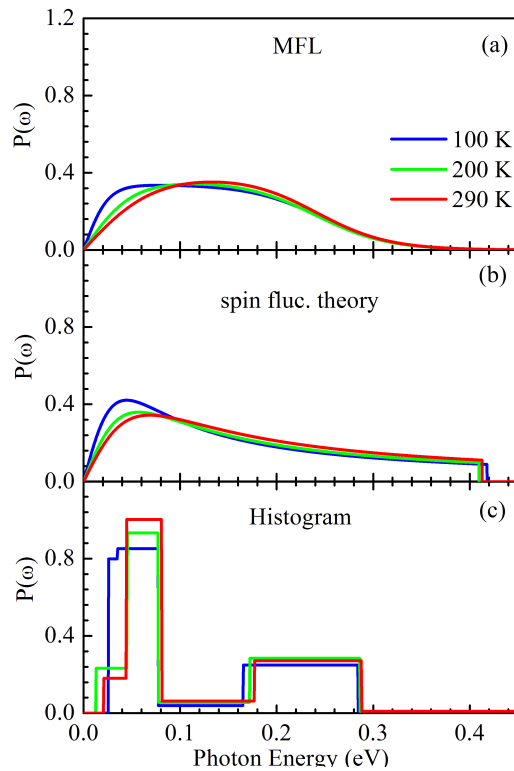 1.2
MFL
(a)
0.8
P(ω)
100 K
200 K
0.4
290 K
0.0
(b)
spin fluc. theory
0.8
P(ω)
0.4
0.0
(c)
Histogram
0.8
P(ω)
0.4
0.0
0.0 0.1 0.2 0.3 0.4
Photon Energy (eV)